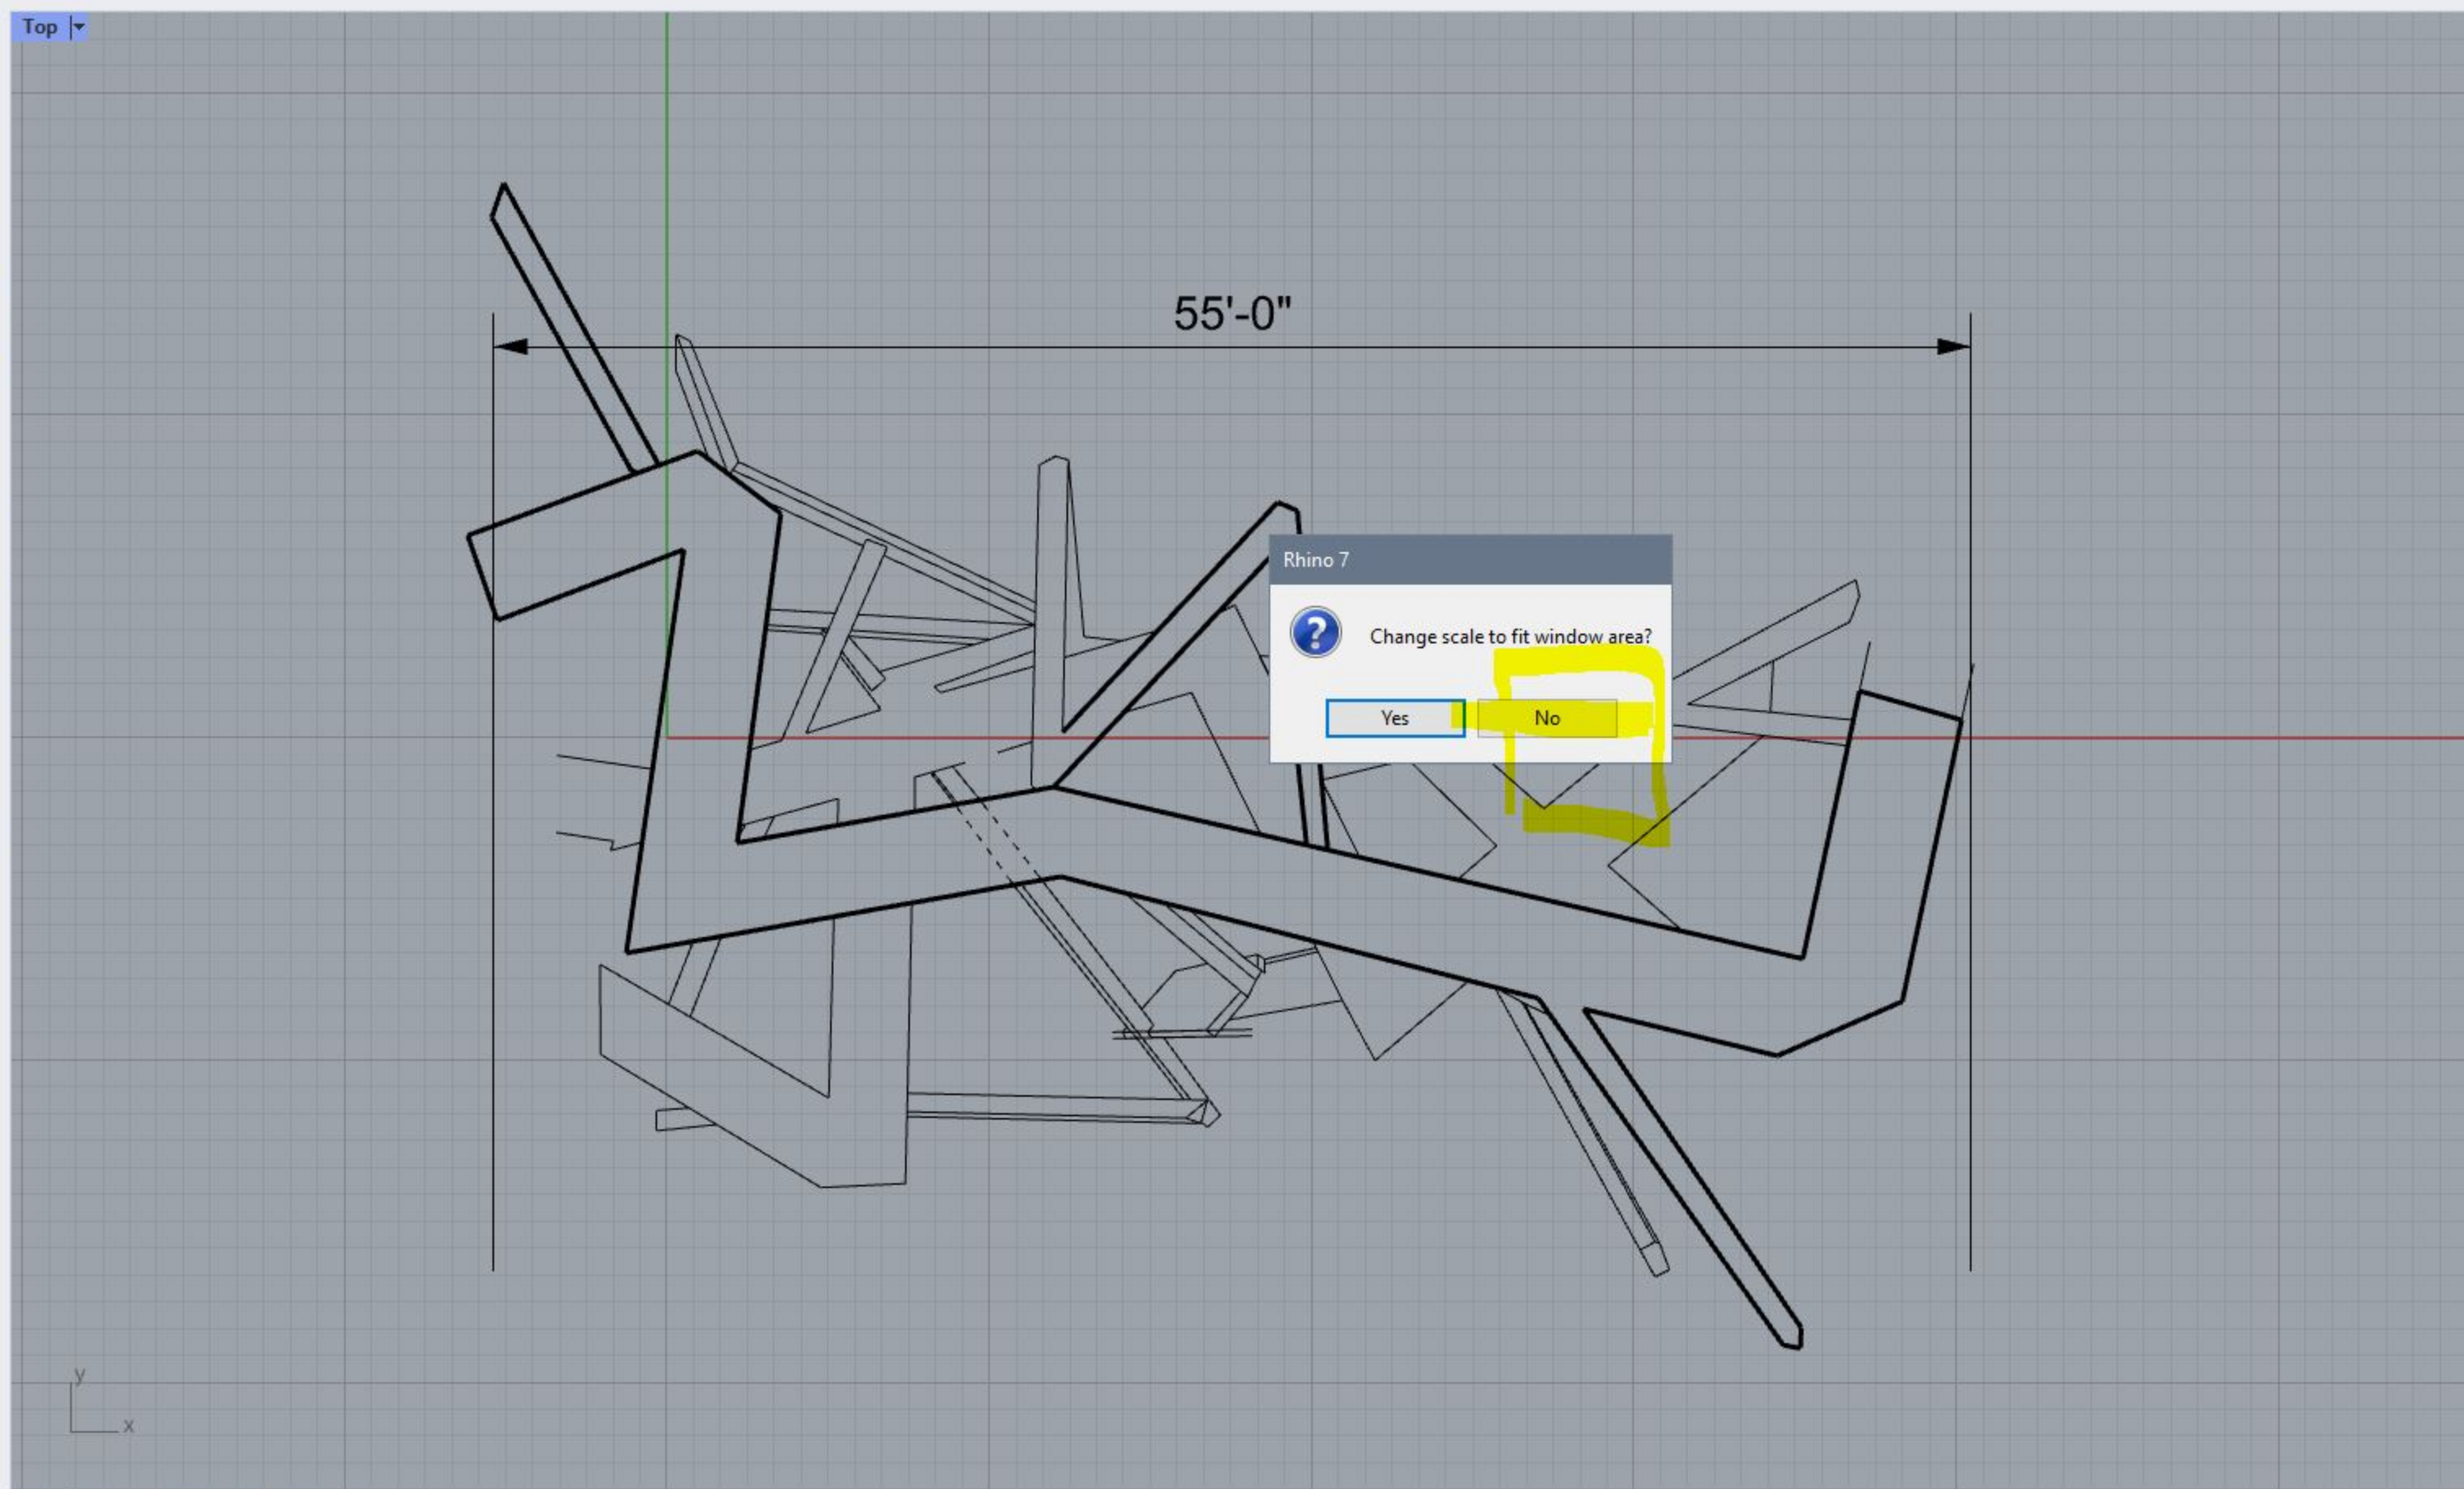 Top
55'-0"
Rhino 7
?
Change scale to fit window area?
Yes
No
y
x